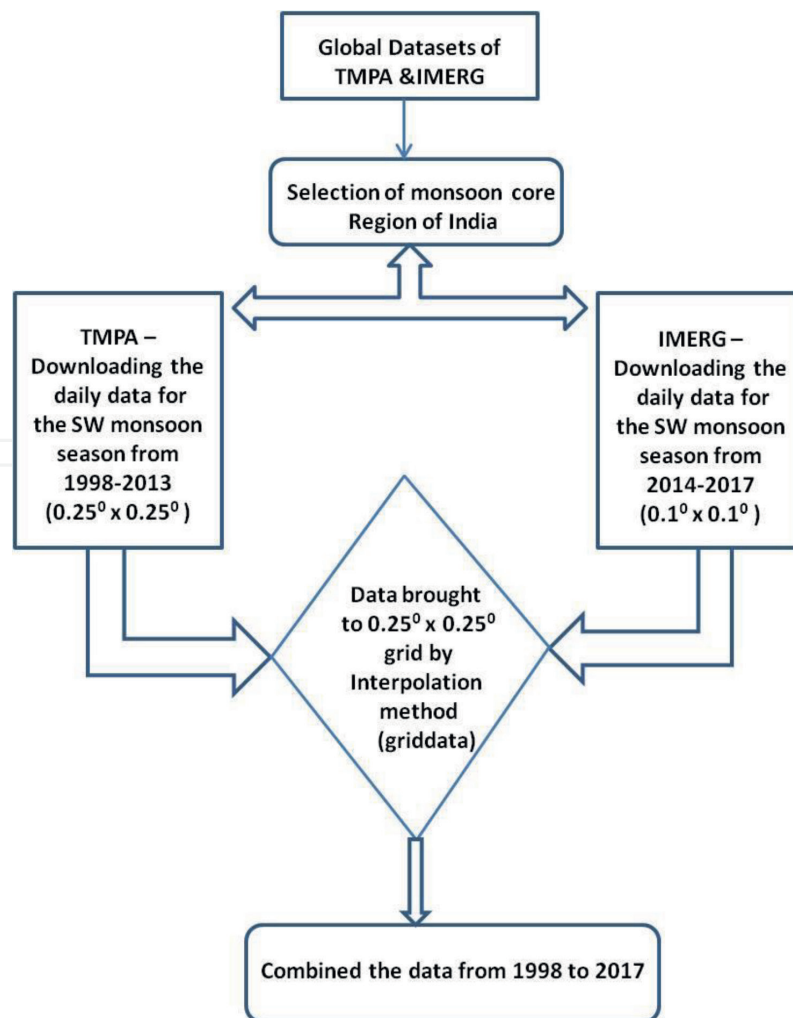 Global Datasets of
TMPA &IMERG
Selection of monsoon core
Region of India
TMPA –
Downloading the
daily data for
the SW monsoon
season from
1998-2013
(0.25⁰ x 0.25⁰ )
IMERG –
Downloading the
daily data for
the SW monsoon
season from
2014-2017
(0.1⁰ x 0.1⁰ )
Data brought
to 0.25⁰ x 0.25⁰
grid by
Interpolation
method
(griddata)
Combined the data from 1998 to 2017